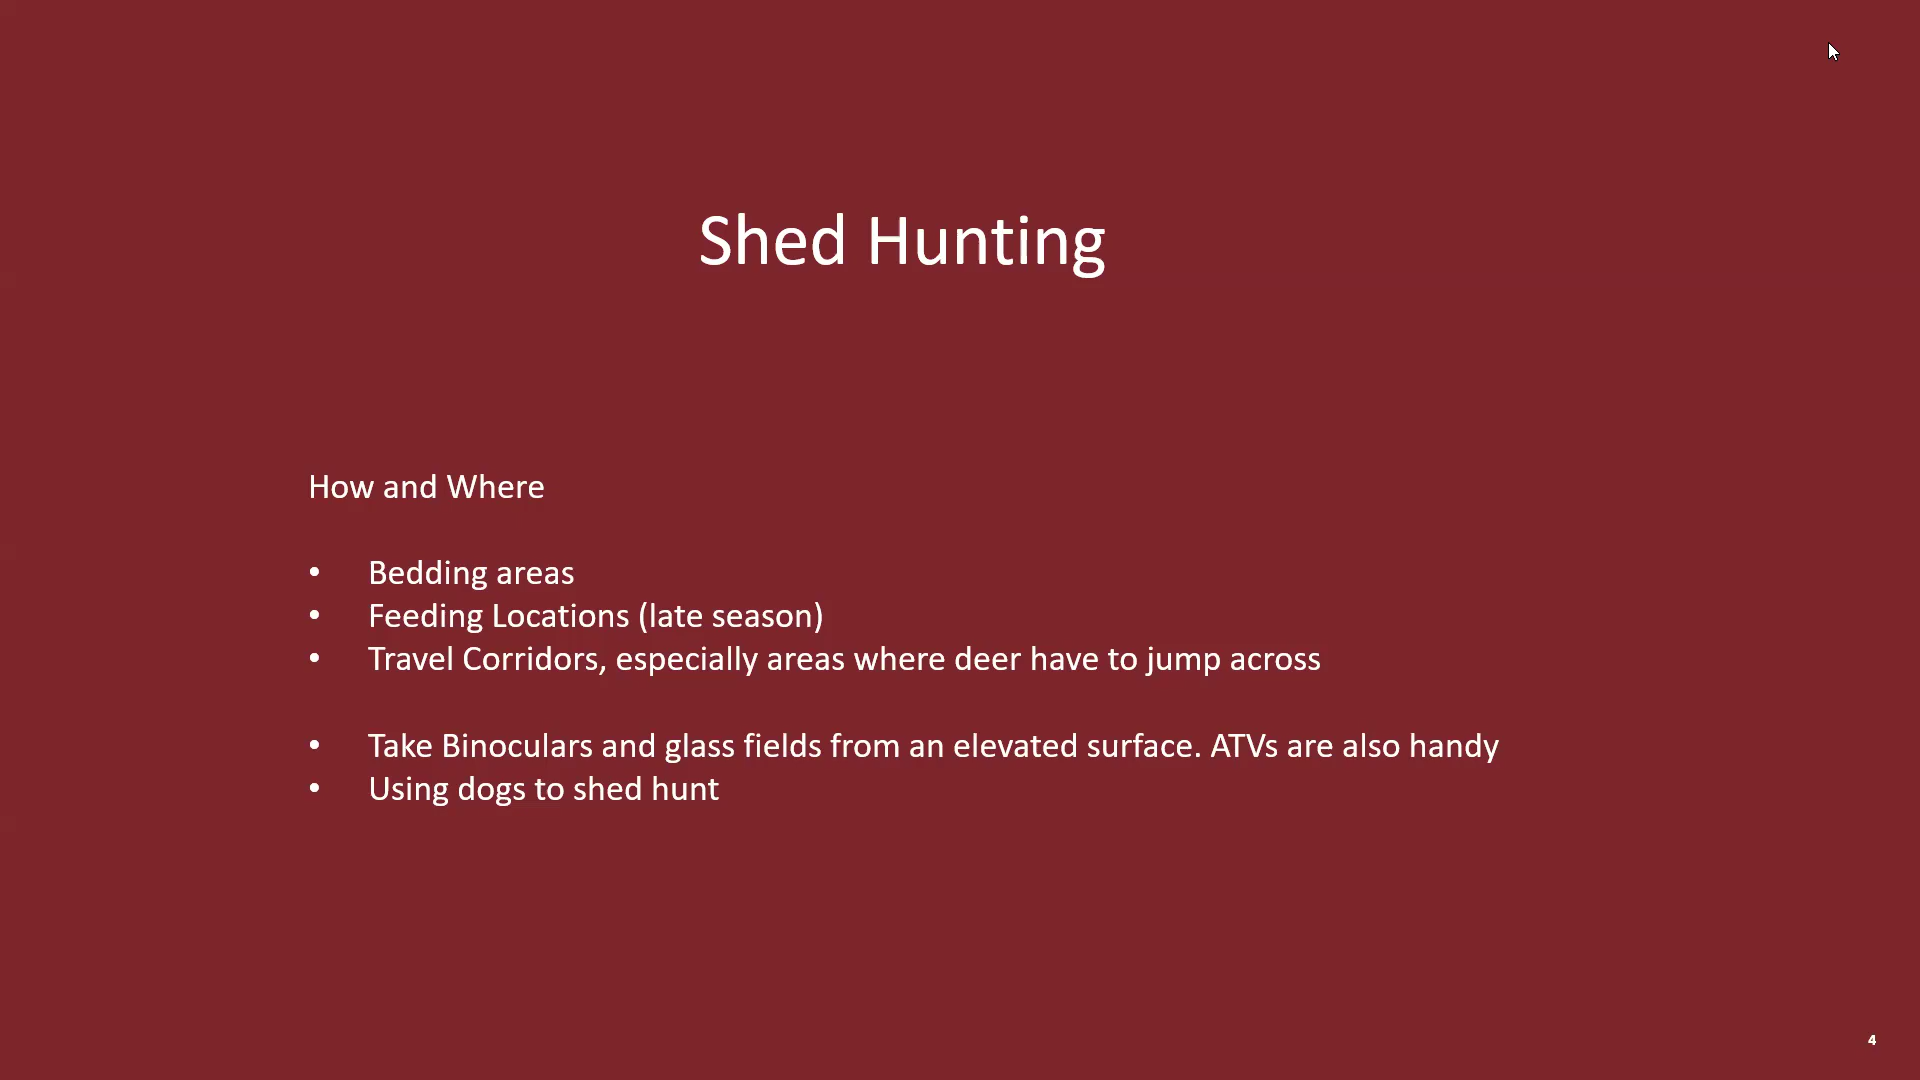 Shed Hunting
How and Where
• Bedding areas
• Feeding Locations (late season)
• Travel Corridors, especially areas where deer have to jump across
• Take Binoculars and glass fields from an elevated surface. ATVs are also handy
• Using dogs to shed hunt
4